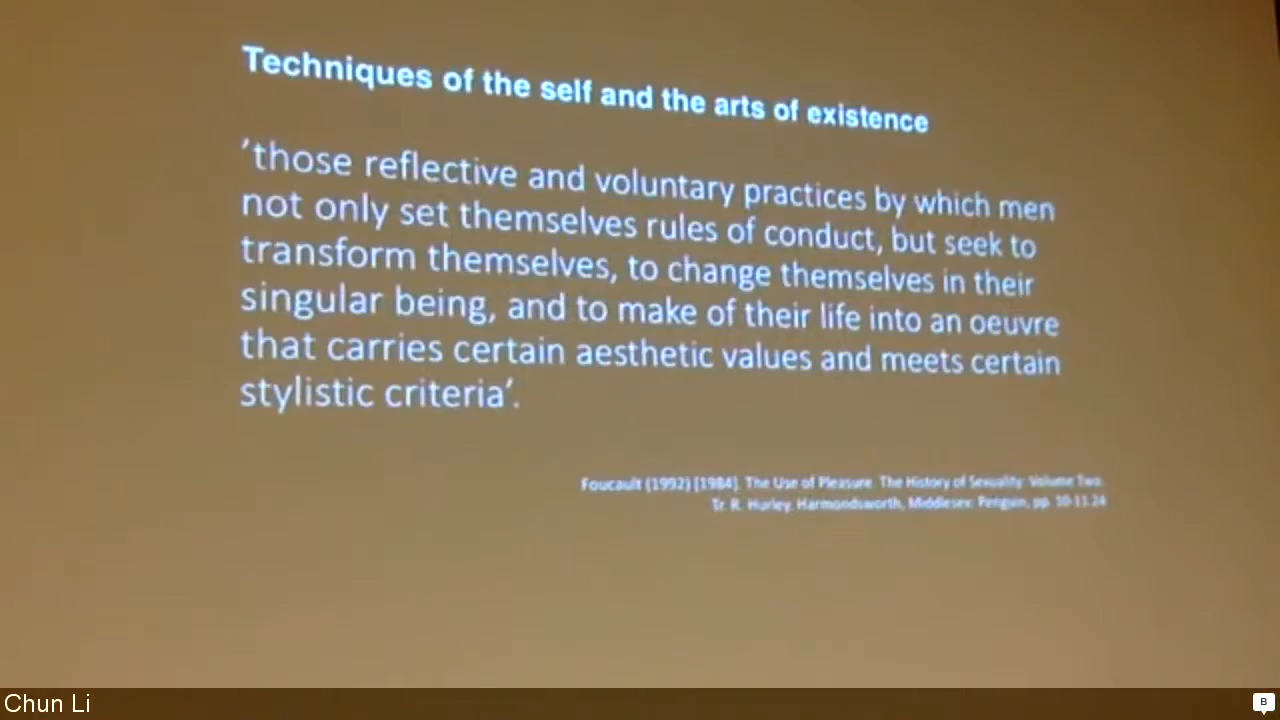 Techniques of the self and the arts of existence
’those reflective and voluntary practices by which men
not only set themselves rules of conduct, but seek to
transform themselves, to change themselves in their
singular being, and to make of their life into an oeuvre
that carries certain aesthetic values and meets certain
stylistic criteria’.
Foucault (1992) [1984]. The Use of Pleasure. The History of Sexuality: Volume Two.
Tr. R. Hurley. Harmondsworth, Middlesex: Penguin, pp. 10-11.24
Chun Li
B